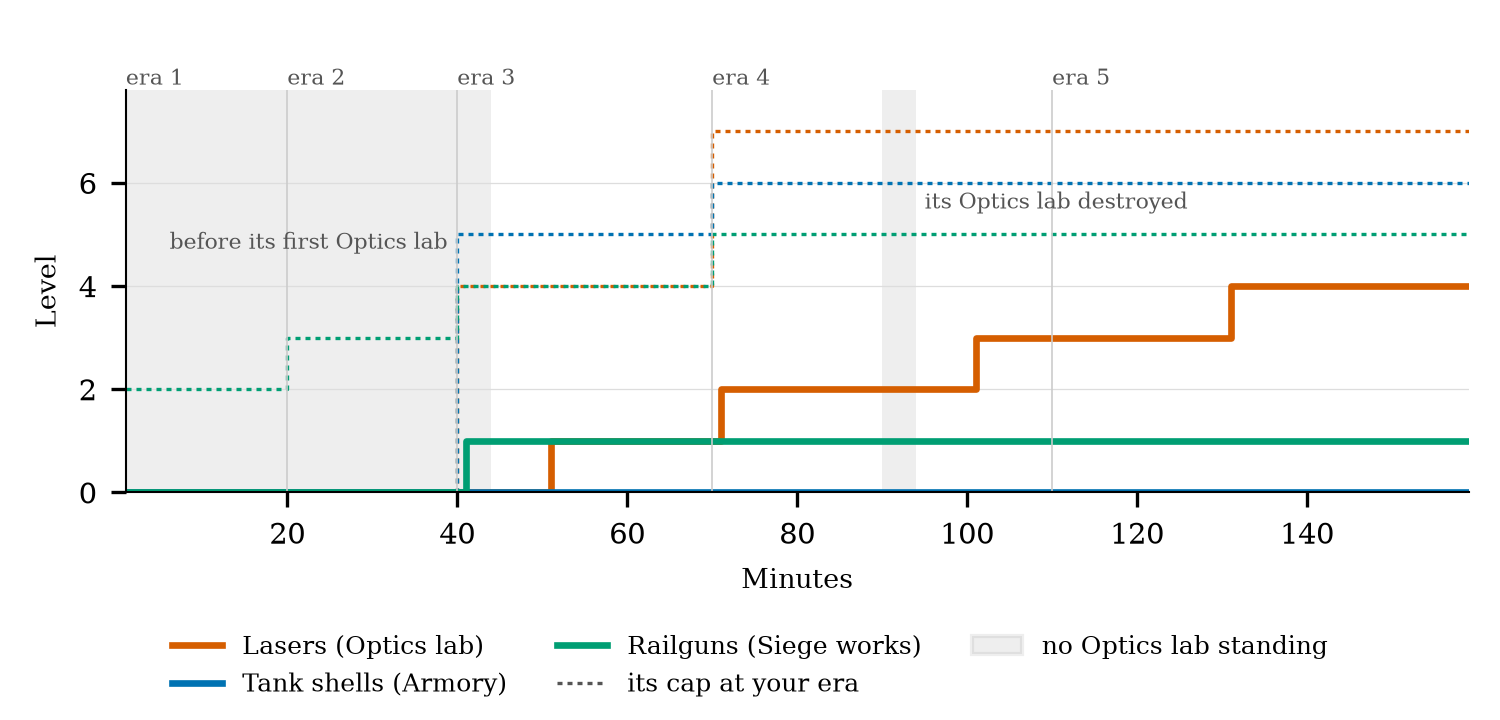 era 1
era 2
era 3
era 4
era 5
6
its Optics lab destroyed
before its first Optics lab
Level
4
2
0
20
40
60
80
100
120
140
Minutes
Lasers (Optics lab)
Railguns (Siege works)
no Optics lab standing
Tank shells (Armory)
its cap at your era